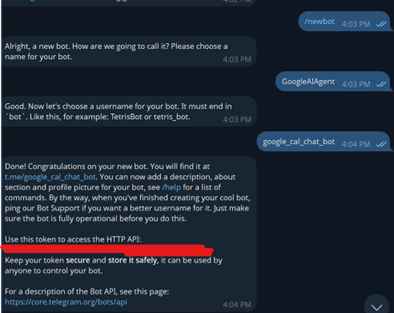 /newbot
4:03 PM
Alright, a new bot. How are we going to call it? Please choose a
name for your bot.
4:03 PM
GoogleAIAgent
4:03 PM
Good. Now let's choose a username for your bot. It must end in
`bot`. Like this, for example: TetrisBot or tetris_bot.
4:03 PM
google_cal_chat_bot
4:04 PM
Done! Congratulations on your new bot. You will find it at
t.me/google_cal_chat_bot. You can now add a description, about
section and profile picture for your bot, see /help for a list of
commands. By the way, when you've finished creating your cool bot,
ping our Bot Support if you want a better username for it. Just make
sure the bot is fully operational before you do this.
Use this token to access the HTTP API:
Keep your token secure and store it safely, it can be used by
anyone to control your bot.
For a description of the Bot API, see this page:
https://core.telegram.org/bots/api
4:04 PM